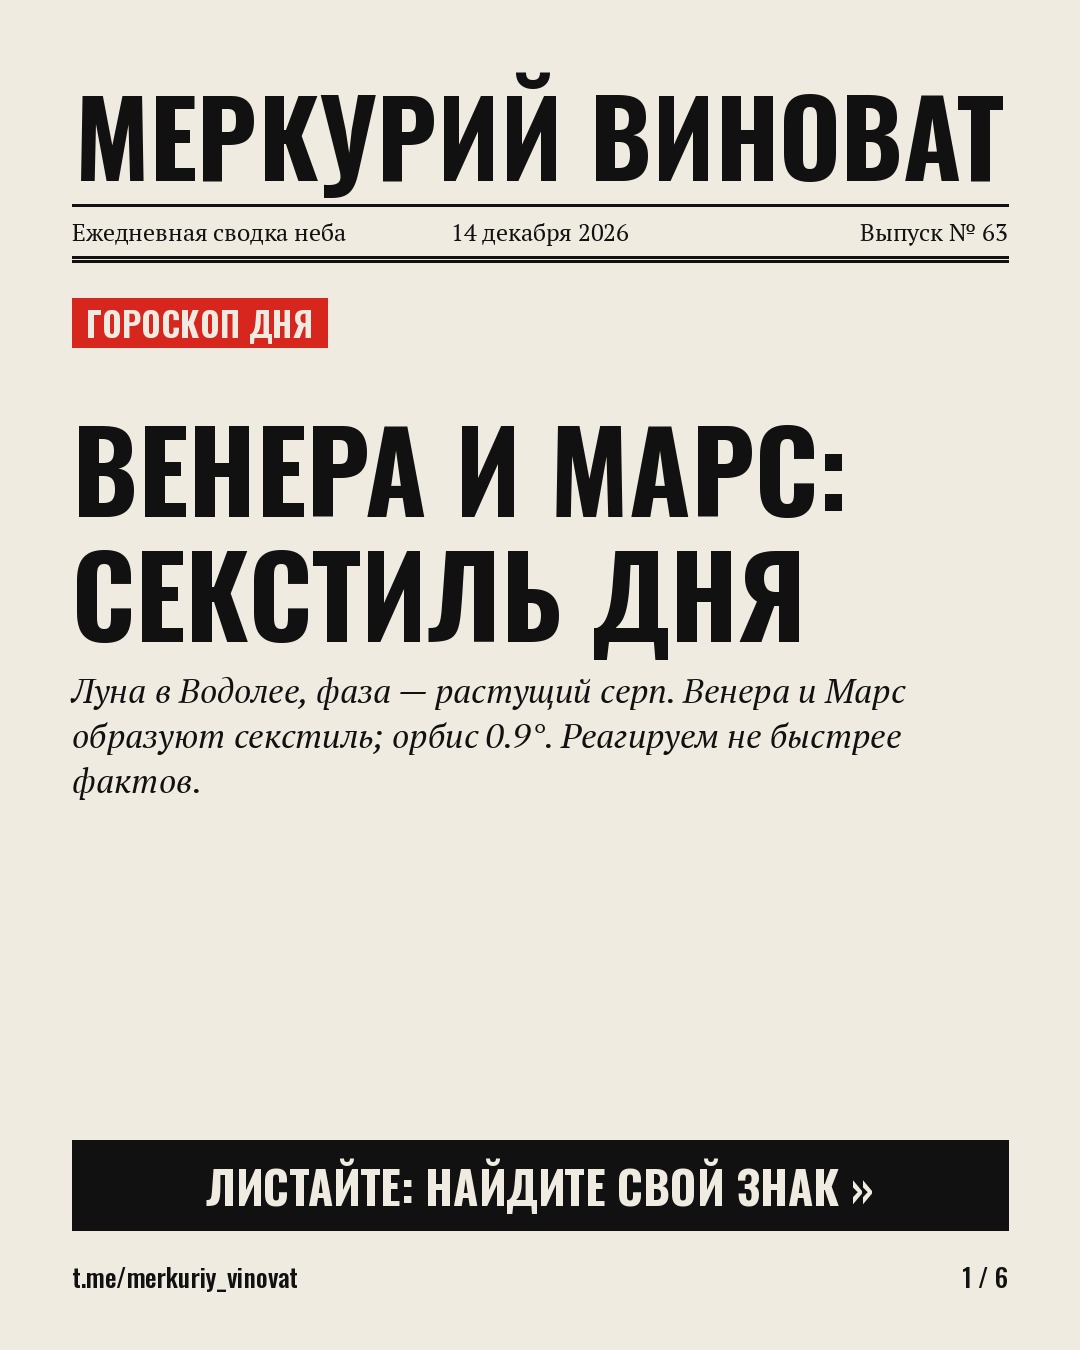 МЕРКУРИЙ ВИНОВАТ
Ежедневная сводка неба 14 декабря 2026 Выпуск № 63
ГОРОСКОП ДНЯ
ВЕНЕРА И МАРС:
СЕКСТИЛЬ ДНЯ
Луна в Водолее, фаза — растущий серп. Венера и Марс
образуют секстиль; орбис 0.9°. Реагируем не быстрее
фактов.
ЛИСТАЙТЕ: НАЙДИТЕ СВОЙ ЗНАК »
t.me/merkuriy_vinovat 1 / 6